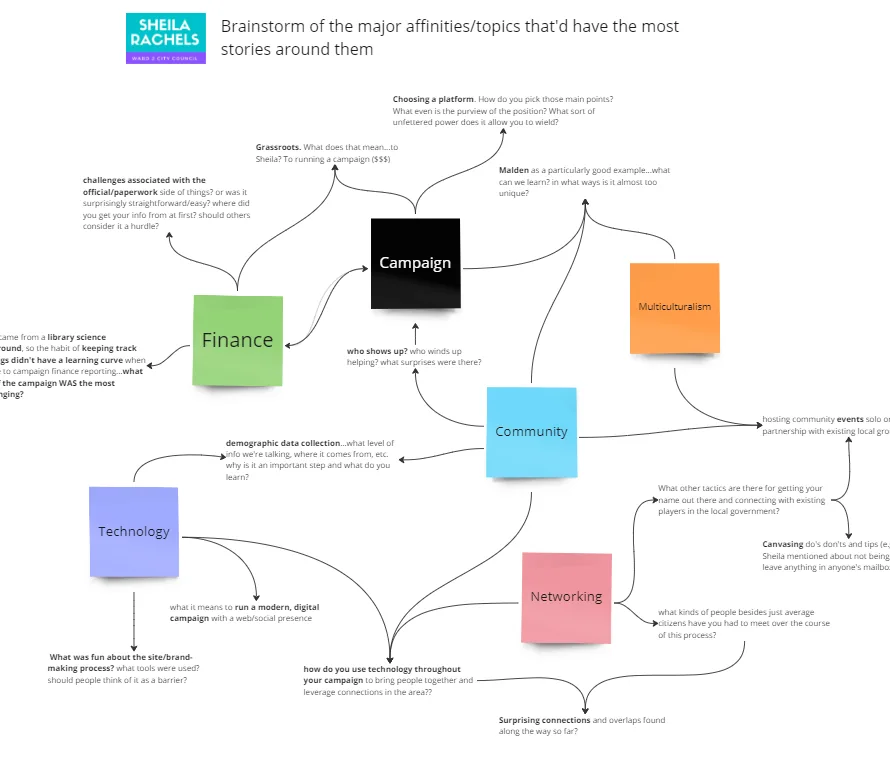 SHEILA
RACHELS
WARD 2 CITY COUNCIL
Brainstorm of the major affinities/topics that'd have the most
stories around them
Choosing a platform. How do you pick those main points?
What even is the purview of the position? What sort of
unfettered power does it allow you to wield?
Grassroots. What does that mean...to
Sheila? To running a campaign ($$$)
Malden as a particularly good example...what
can we learn? in what ways is it almost too
unique?
challenges associated with the
official/paperwork side of things? or was it
surprisingly straightforward/easy? where did
you get your info from at first? should others
consider it a hurdle?
Campaign
Multiculturalism
Finance
came from a library science
round, so the habit of keeping track
gs didn't have a learning curve when
e to campaign finance reporting...what
the campaign WAS the most
nging?
who shows up? who winds up
helping? what surprises were there?
Community
hosting community events solo or
partnership with existing local gro
demographic data collection...what level of
info we're talking, where it comes from, etc.
why is it an important step and what do you
learn?
Technology
What other tactics are there for getting your
name out there and connecting with existing
players in the local government?
Canvasing do's don'ts and tips (e.
Sheila mentioned about not being
leave anything in anyone's mailbox
Networking
what it means to run a modern, digital
campaign with a web/social presence
what kinds of people besides just average
citizens have you had to meet over the course
of this process?
What was fun about the site/brand-
making process? what tools were used?
should people think of it as a barrier?
how do you use technology throughout
your campaign to bring people together and
leverage connections in the area??
Surprising connections and overlaps found
along the way so far?